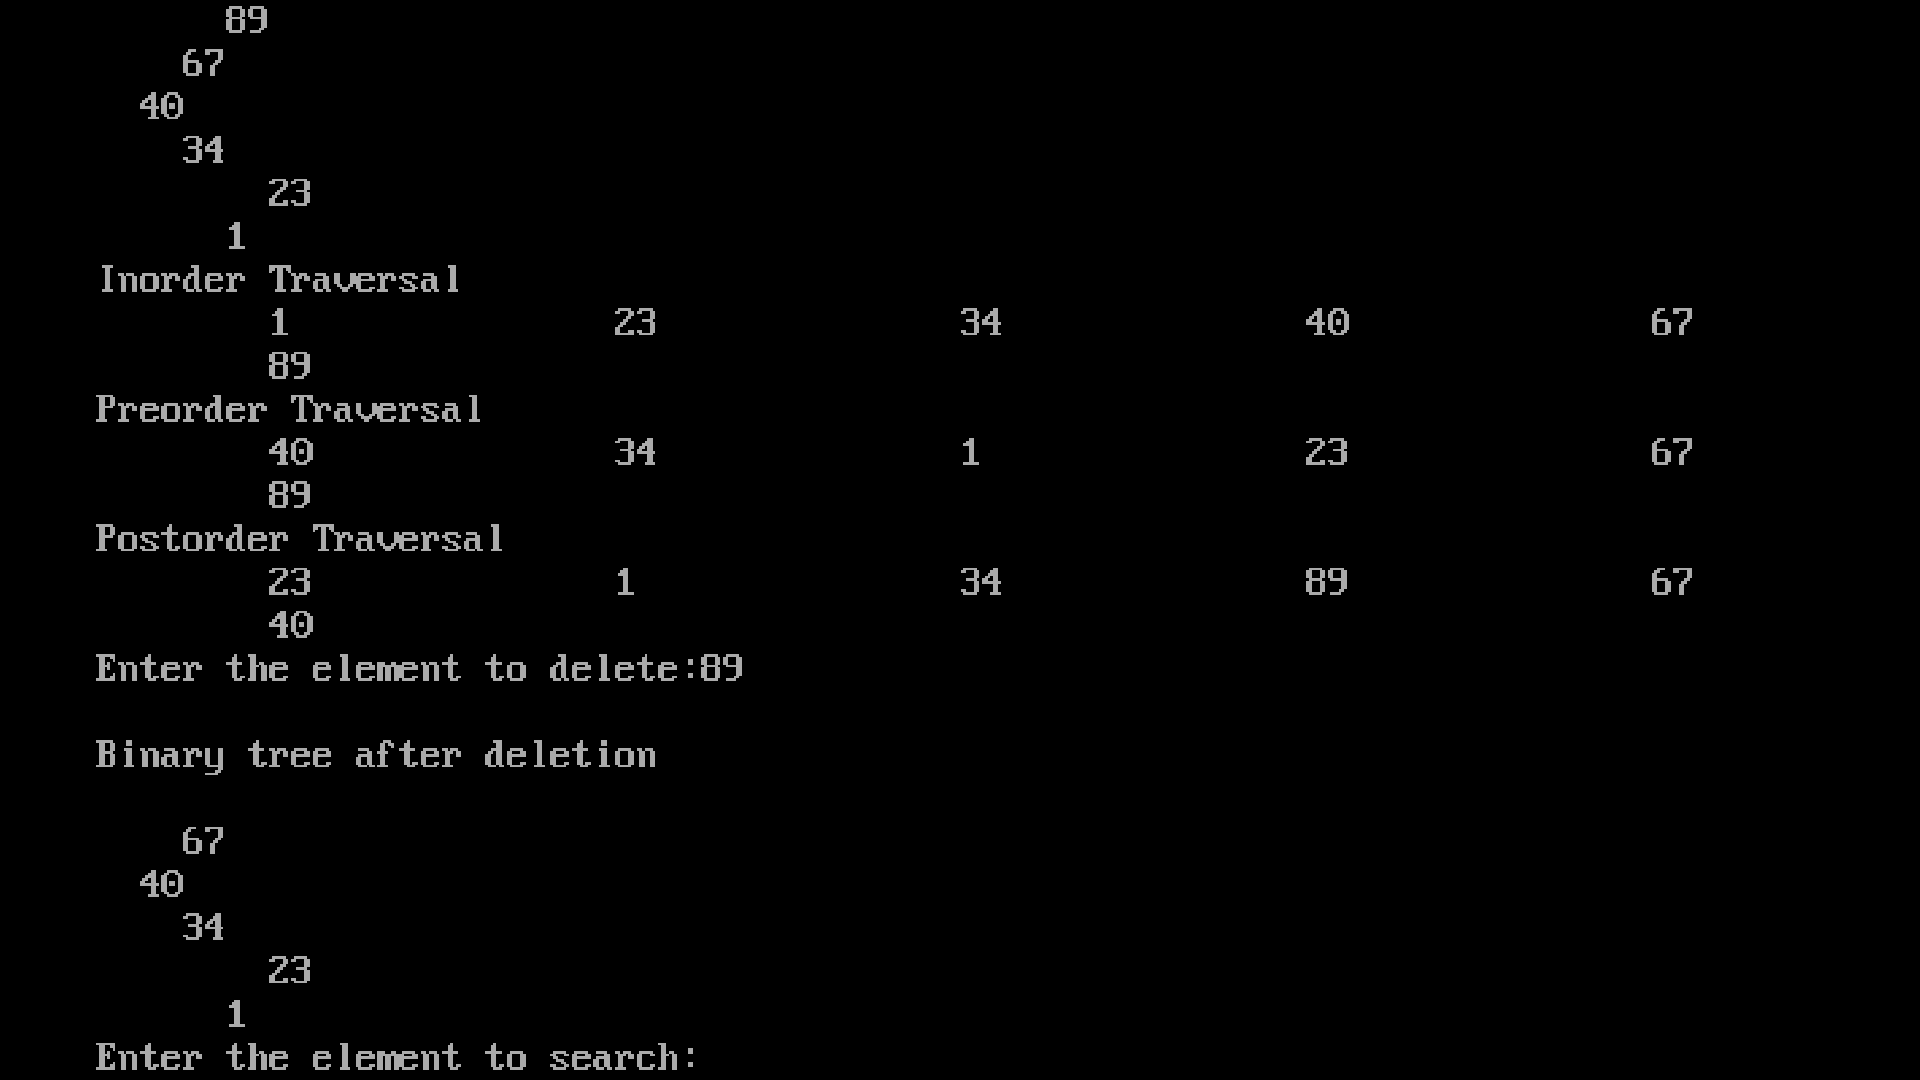 89
67
40
34
23
1
Inorder Traversal
1 23 34 40 67
89
Preorder Traversal
40 34 1 23 67
89
Postorder Traversal
23 1 34 89 67
40
Enter the element to delete:89
Binary tree after deletion
67
40
34
23
1
Enter the element to search: